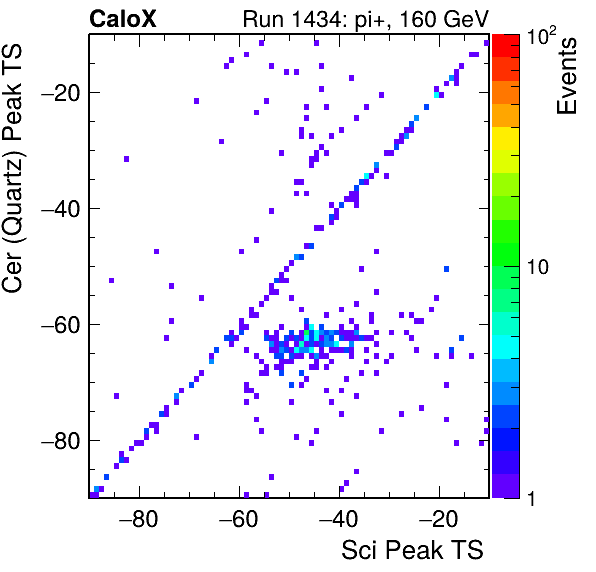 CaloX Run 1434: pi+, 160 GeV
Cer (Quartz) Peak TS
−20
−40
−60
−80
−80 −60 −40 −20
Sci Peak TS
10²
10
1
Events